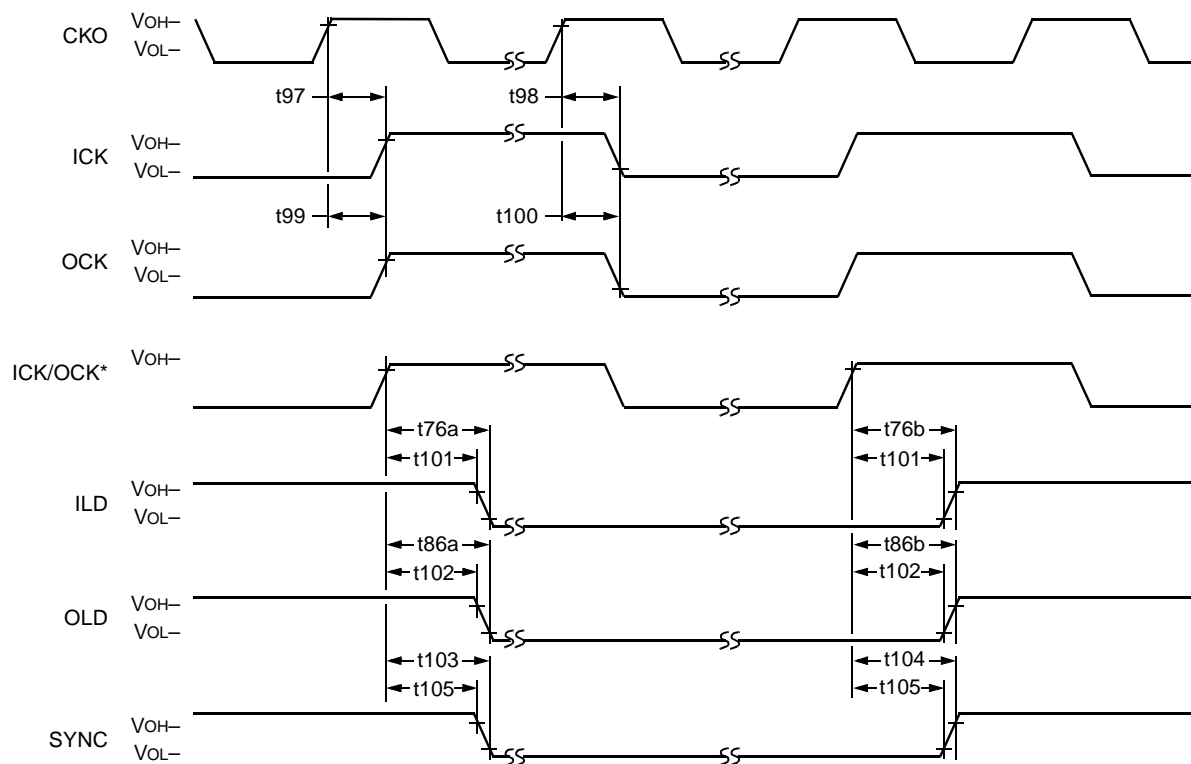 CKO
VOH–
VOL–
t97
t98
ICK
VOH–
VOL–
t99
t100
OCK
VOH–
VOL–
ICK/OCK*
VOH–
t76a
t76b
t101
t101
ILD
VOH–
VOL–
t86a
t86b
t102
t102
OLD
VOH–
VOL–
t103
t104
t105
t105
SYNC
VOH–
VOL–